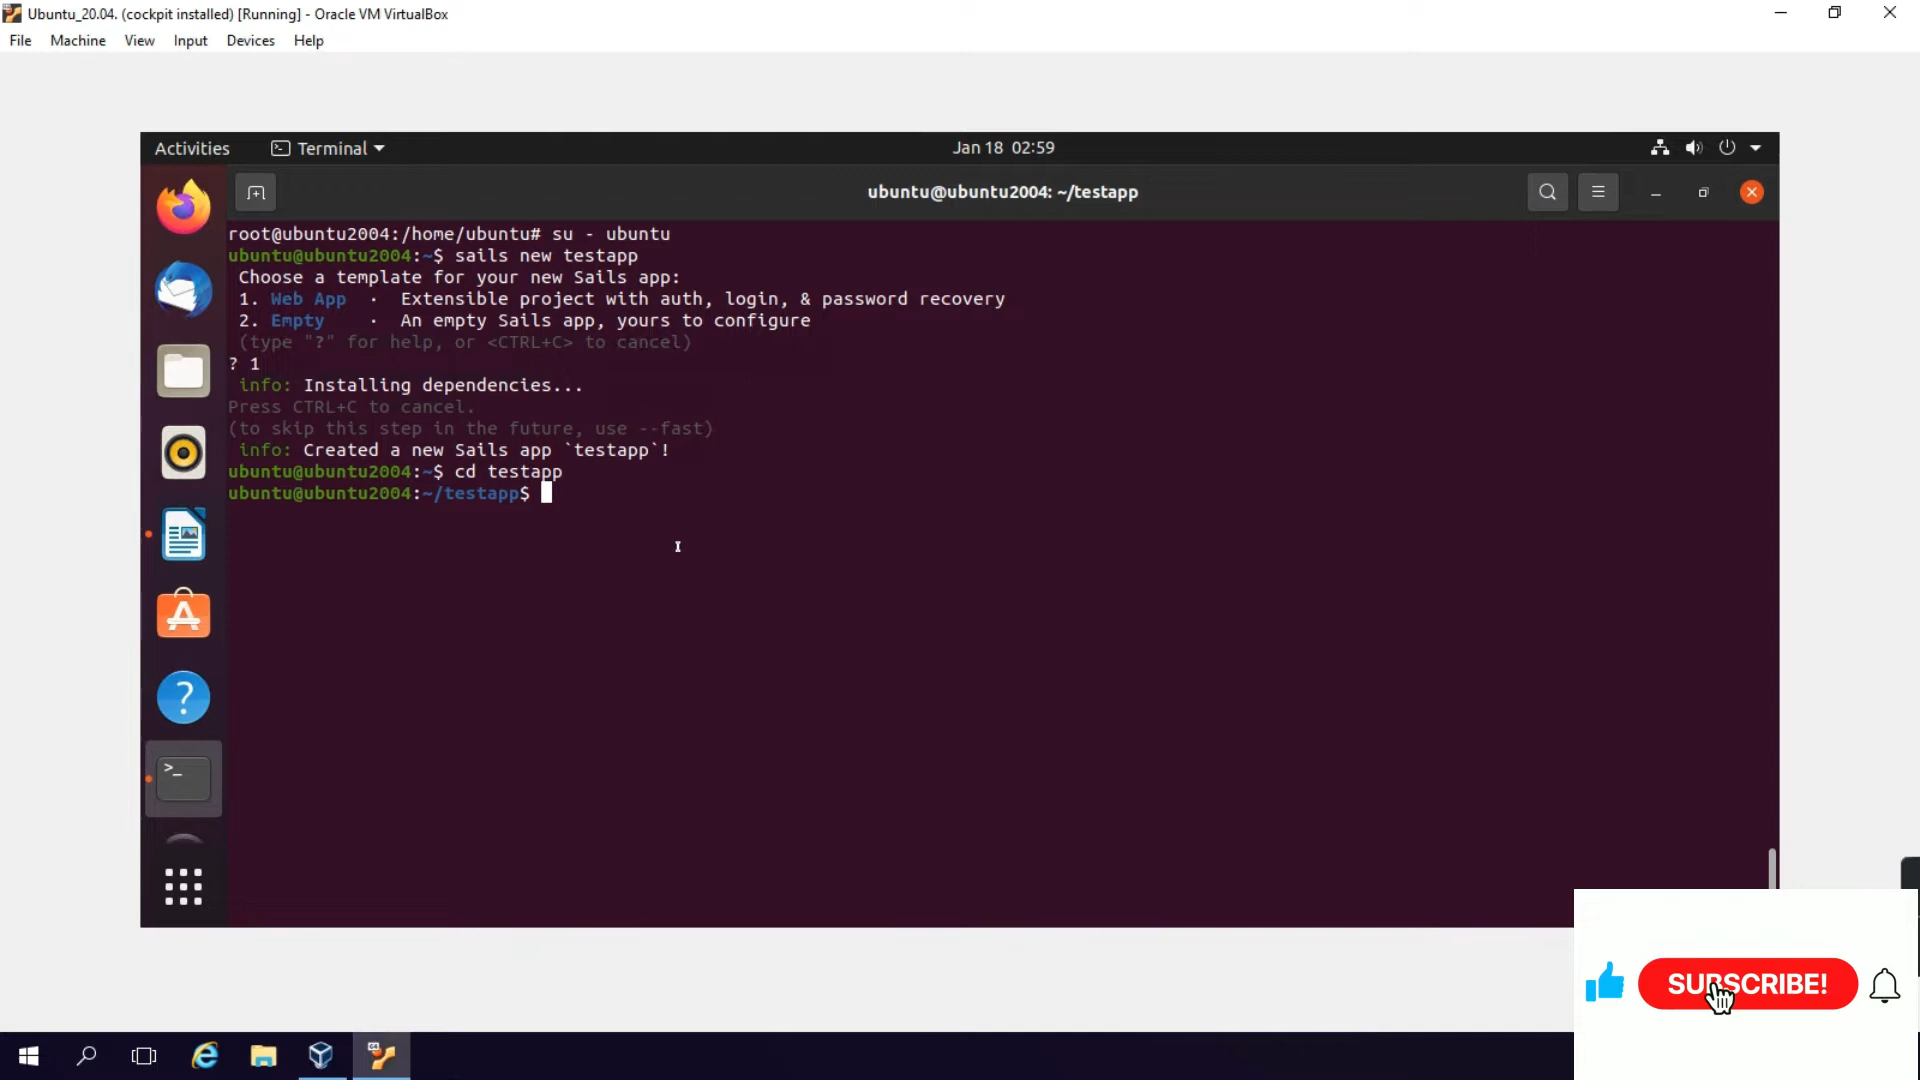 Ubuntu_20.04. (cockpit installed) [Running] - Oracle VM VirtualBox
File Machine View Input Devices Help
Activities Terminal Jan 18 02:59
ubuntu@ubuntu2004: ~/testapp
root@ubuntu2004:/home/ubuntu# su - ubuntu
ubuntu@ubuntu2004:~$ sails new testapp
Choose a template for your new Sails app:
1. Web App · Extensible project with auth, login, & password recovery
2. Empty · An empty Sails app, yours to configure
(type "?" for help, or <CTRL+C> to cancel)
? 1
info: Installing dependencies...
Press CTRL+C to cancel.
(to skip this step in the future, use --fast)
info: Created a new Sails app `testapp`!
ubuntu@ubuntu2004:~$ cd testapp
ubuntu@ubuntu2004:~/testapp$
SUBSCRIBE!